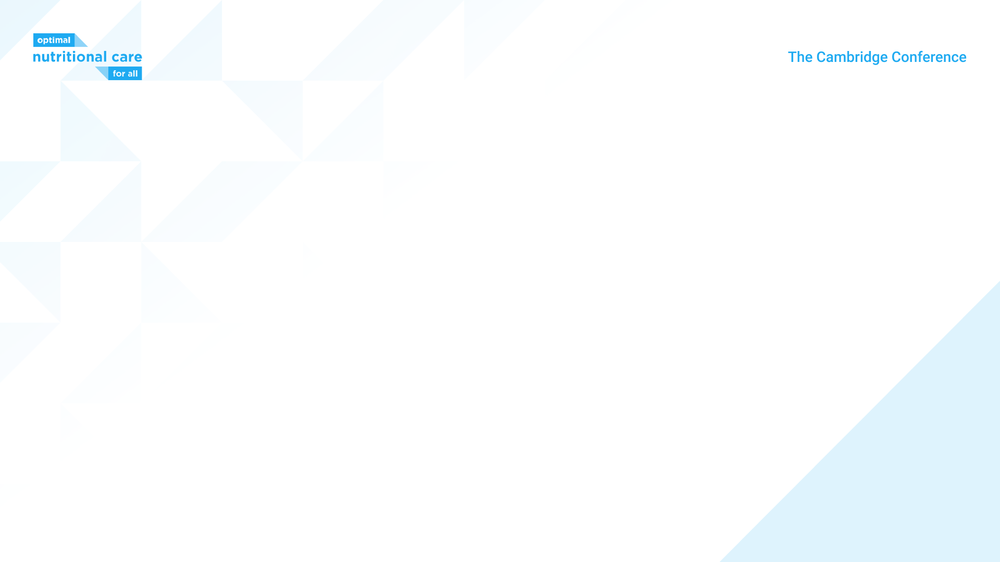 optimal
nutritional care
for all
The Cambridge Conference